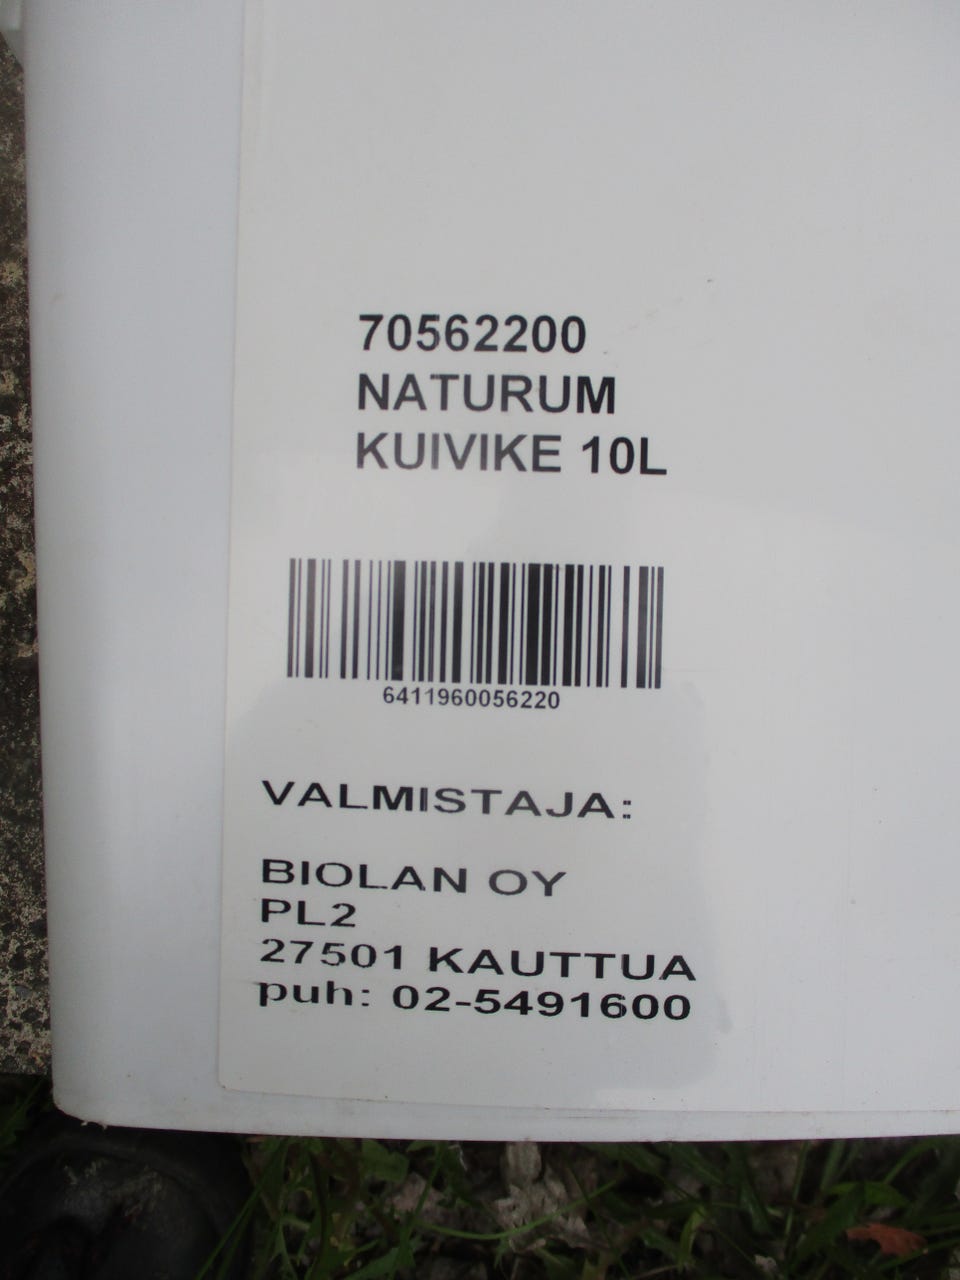 70562200
NATURUM
KUIVIKE 10L
6411960056220
VALMISTAJA:
BIOLAN OY
PL2
27501 KAUTTUA
puh: 02-5491600